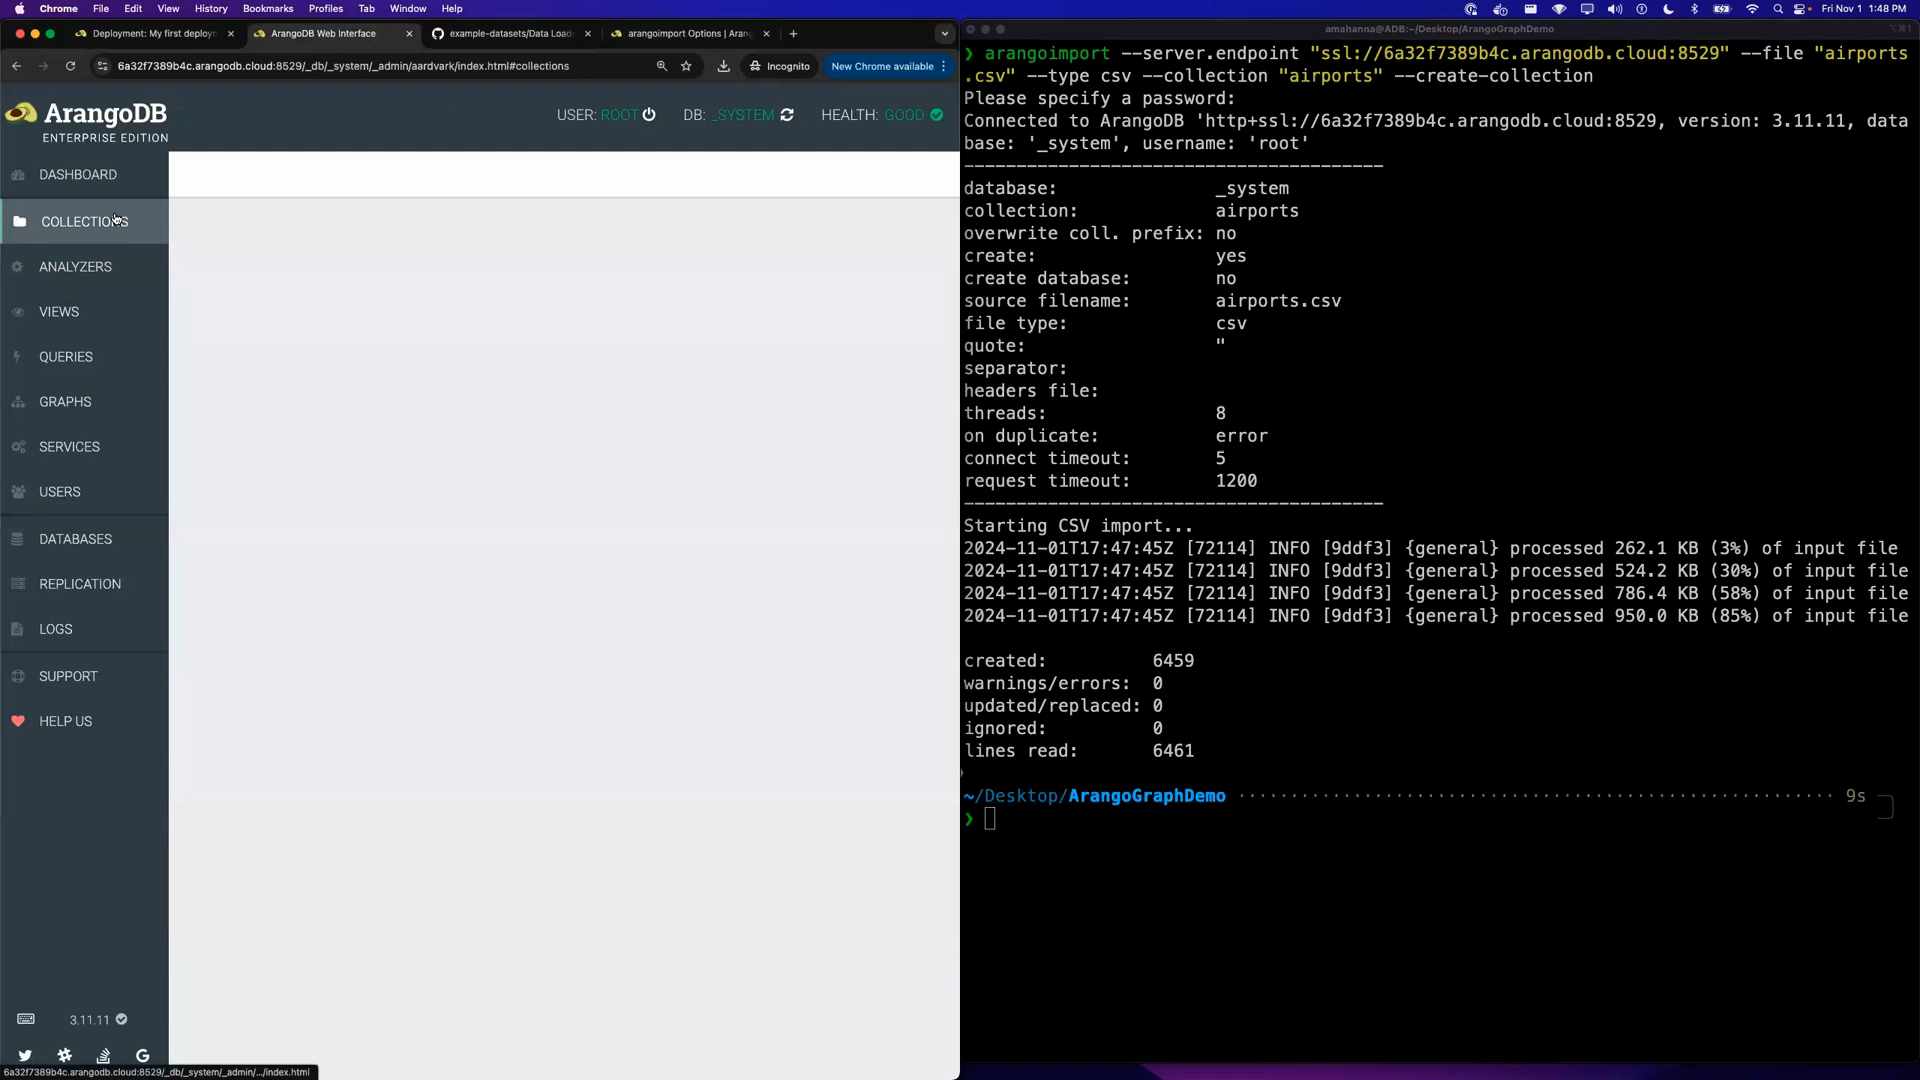 Chrome File Edit View History Bookmarks Profiles Tab Window Help
Fri Nov 1 1:48 PM
Deployment: My first deployn
ArangoDB Web Interface
example-datasets/Data Load
arangoimport Options | Aran
6a32f7389b4c.arangodb.cloud:8529/_db/_system/_admin/aardvark/index.html#collections
Incognito
New Chrome available
ArangoDB
ENTERPRISE EDITION
USER: ROOT
DB: _SYSTEM
HEALTH: GOOD
DASHBOARD
COLLECTIONS
ANALYZERS
VIEWS
QUERIES
GRAPHS
SERVICES
USERS
DATABASES
REPLICATION
LOGS
SUPPORT
HELP US
3.11.11
6a32f7389b4c.arangodb.cloud:8529/_db/_system/_admin/.../index.html
amahanna@ADB:~/Desktop/ArangoGraphDemo
⌥⌘1
❯ arangoimport --server.endpoint "ssl://6a32f7389b4c.arangodb.cloud:8529" --file "airports
.csv" --type csv --collection "airports" --create-collection
Please specify a password:
Connected to ArangoDB 'http+ssl://6a32f7389b4c.arangodb.cloud:8529, version: 3.11.11, data
base: '_system', username: 'root'
----------------------------------------
database: _system
collection: airports
overwrite coll. prefix: no
create: yes
create database: no
source filename: airports.csv
file type: csv
quote: "
separator:
headers file:
threads: 8
on duplicate: error
connect timeout: 5
request timeout: 1200
----------------------------------------
Starting CSV import...
2024-11-01T17:47:45Z [72114] INFO [9ddf3] {general} processed 262.1 KB (3%) of input file
2024-11-01T17:47:45Z [72114] INFO [9ddf3] {general} processed 524.2 KB (30%) of input file
2024-11-01T17:47:45Z [72114] INFO [9ddf3] {general} processed 786.4 KB (58%) of input file
2024-11-01T17:47:45Z [72114] INFO [9ddf3] {general} processed 950.0 KB (85%) of input file
created: 6459
warnings/errors: 0
updated/replaced: 0
ignored: 0
lines read: 6461
~/Desktop/ArangoGraphDemo 9s
❯